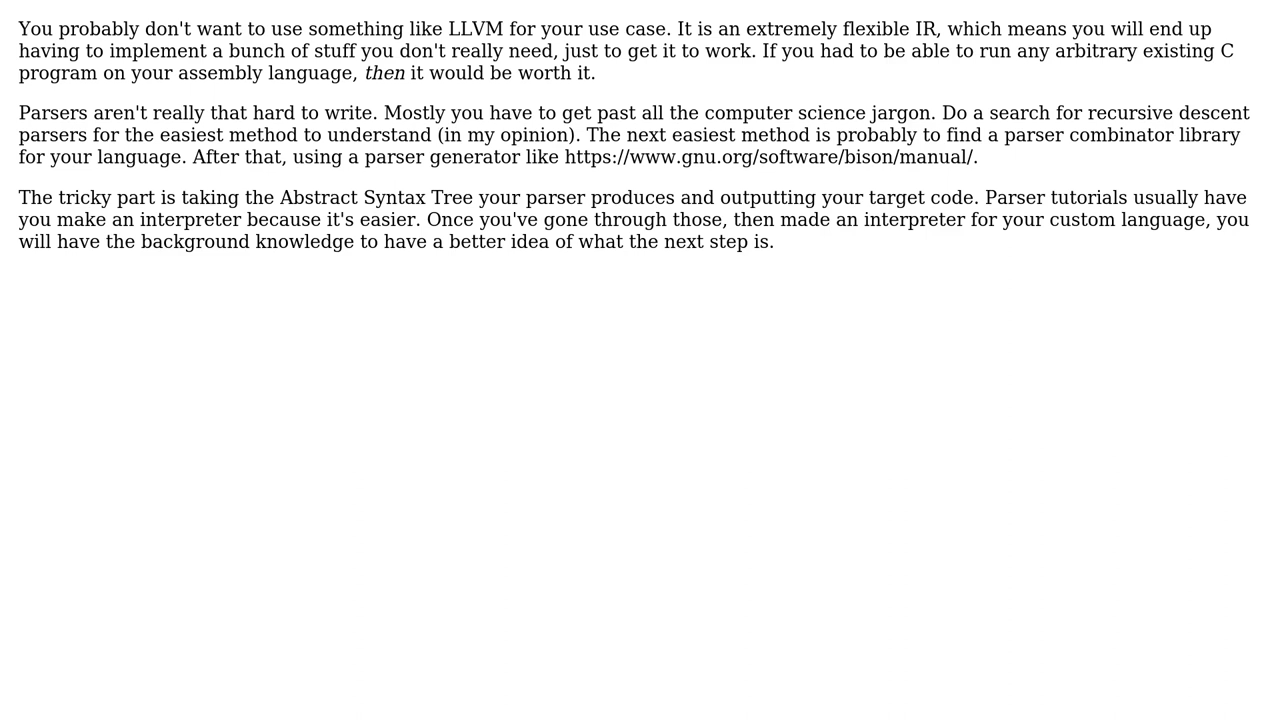 You probably don't want to use something like LLVM for your use case. It is an extremely flexible IR, which means you will end up
having to implement a bunch of stuff you don't really need, just to get it to work. If you had to be able to run any arbitrary existing C
program on your assembly language, then it would be worth it.
Parsers aren't really that hard to write. Mostly you have to get past all the computer science jargon. Do a search for recursive descent
parsers for the easiest method to understand (in my opinion). The next easiest method is probably to find a parser combinator library
for your language. After that, using a parser generator like https://www.gnu.org/software/bison/manual/.
The tricky part is taking the Abstract Syntax Tree your parser produces and outputting your target code. Parser tutorials usually have
you make an interpreter because it's easier. Once you've gone through those, then made an interpreter for your custom language, you
will have the background knowledge to have a better idea of what the next step is.